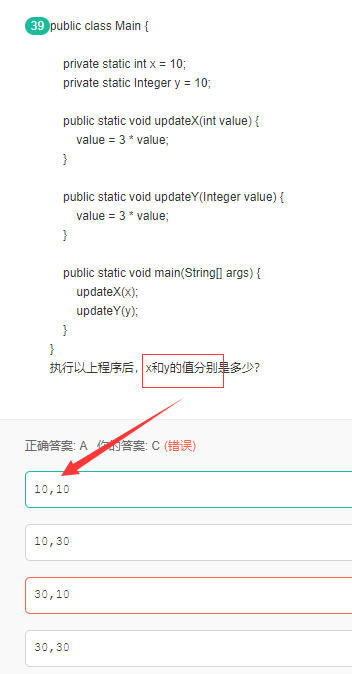 39 public class Main {
private static int x = 10;
private static Integer y = 10;
public static void updateX(int value) {
value = 3 * value;
}
public static void updateY(Integer value) {
value = 3 * value;
}
public static void main(String[] args) {
updateX(x);
updateY(y);
}
}
执行以上程序后，x和y的值分别是多少？
正确答案: A 你的答案: C (错误)
10,10
10,30
30,10
30,30